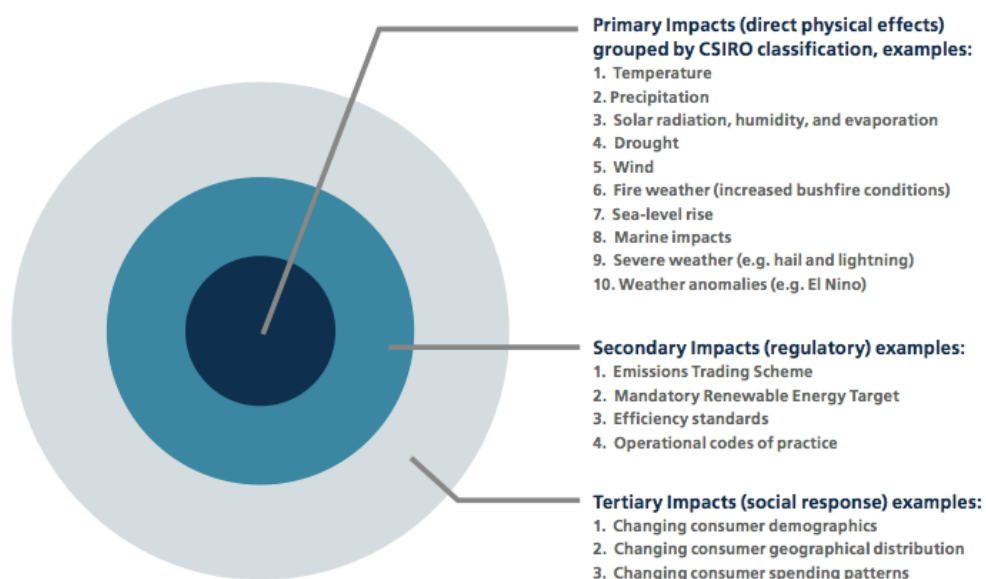 Primary Impacts (direct physical effects)
grouped by CSIRO classification, examples:
1. Temperature
2. Precipitation
3. Solar radiation, humidity, and evaporation
4. Drought
5. Wind
6. Fire weather (increased bushfire conditions)
7. Sea-level rise
8. Marine impacts
9. Severe weather (e.g. hail and lightning)
10. Weather anomalies (e.g. El Nino)
Secondary Impacts (regulatory) examples:
1. Emissions Trading Scheme
2. Mandatory Renewable Energy Target
3. Efficiency standards
4. Operational codes of practice
Tertiary Impacts (social response) examples:
1. Changing consumer demographics
2. Changing consumer geographical distribution
3. Changing consumer spending patterns